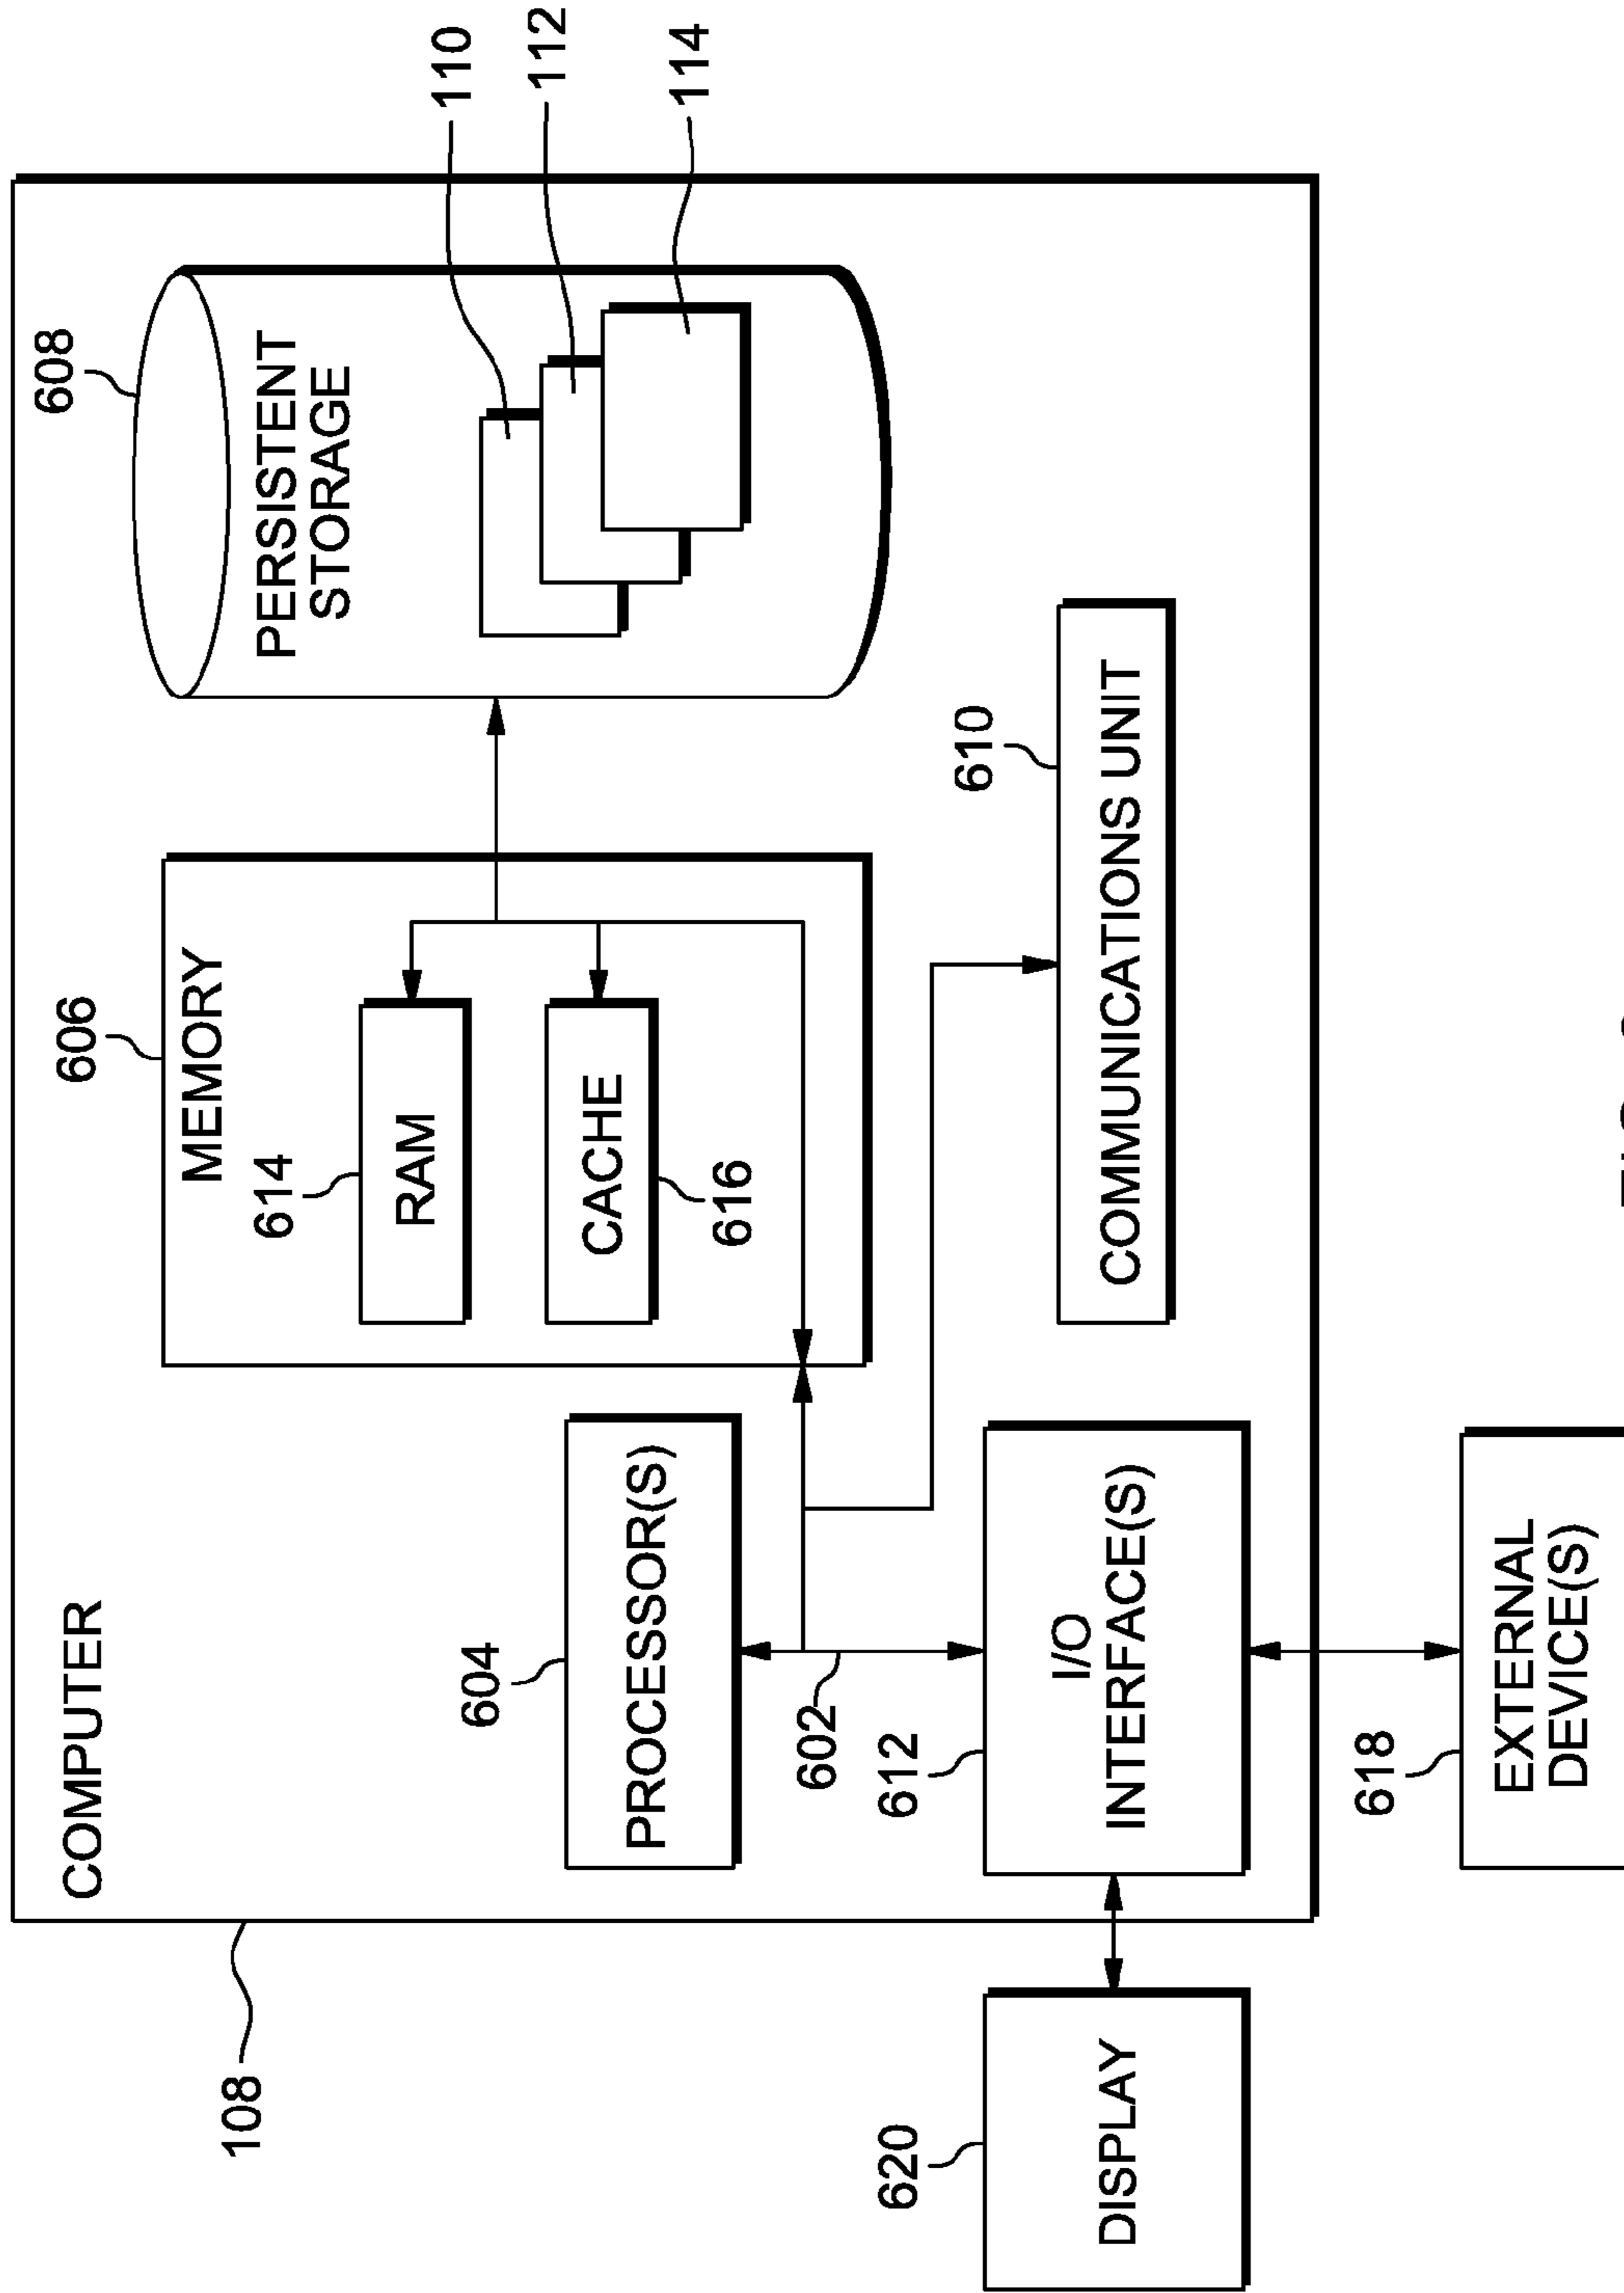 COMPUTER
108
606
608
MEMORY
PERSISTENT
STORAGE
614
RAM
CACHE
616
110
112
114
604
PROCESSOR(S)
602
612
I/O
INTERFACE(S)
610
COMMUNICATIONS UNIT
620
DISPLAY
618
EXTERNAL
DEVICE(S)